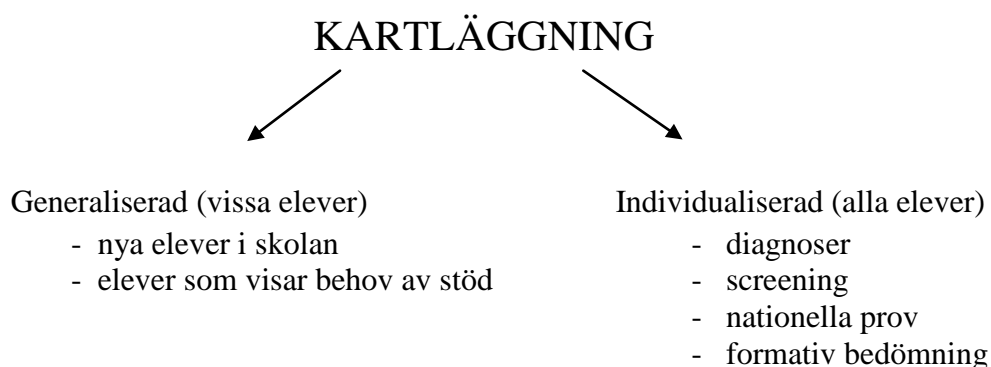 KARTLÄGGNING
Generaliserad (vissa elever)
- nya elever i skolan
- elever som visar behov av stöd
Individualiserad (alla elever)
- diagnoser
- screening
- nationella prov
- formativ bedömning